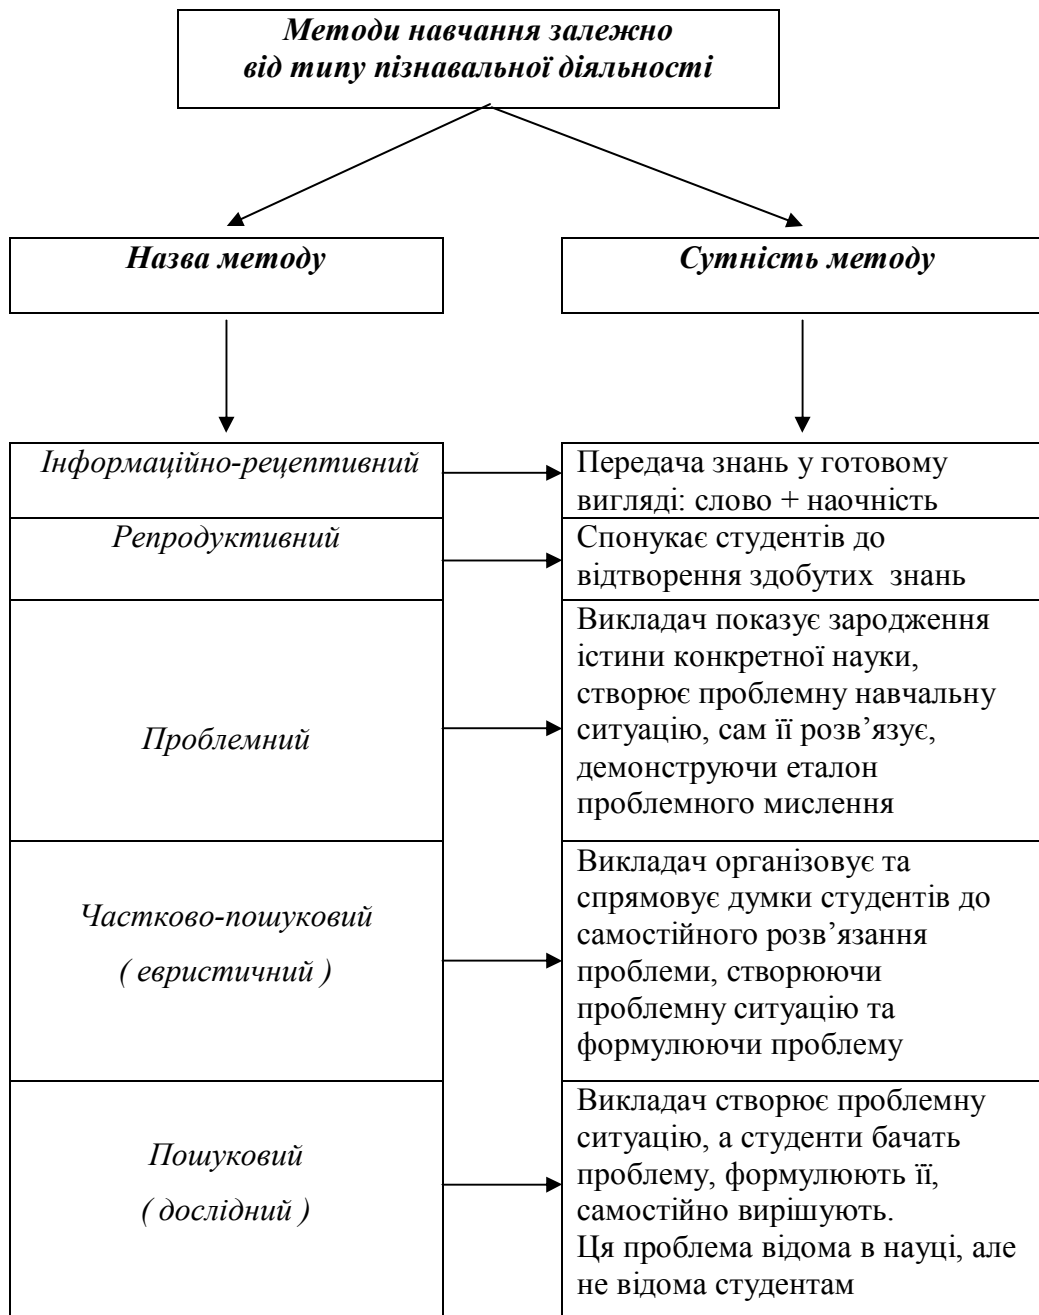 Методи навчання залежно
від типу пізнавальної діяльності
Назва методу
Сутність методу
Інформаційно-рецептивний
Передача знань у готовому
вигляді: слово + наочність
Репродуктивний
Спонукає студентів до
відтворення здобутих знань
Проблемний
Викладач показує зародження
істини конкретної науки,
створює проблемну навчальну
ситуацію, сам її розв’язує,
демонструючи еталон
проблемного мислення
Частково-пошуковий
( евристичний )
Викладач організовує та
спрямовує думки студентів до
самостійного розв’язання
проблеми, створюючи
проблемну ситуацію та
формулюючи проблему
Пошуковий
( дослідний )
Викладач створює проблемну
ситуацію, а студенти бачать
проблему, формулюють її,
самостійно вирішують.
Ця проблема відома в науці, але
не відома студентам